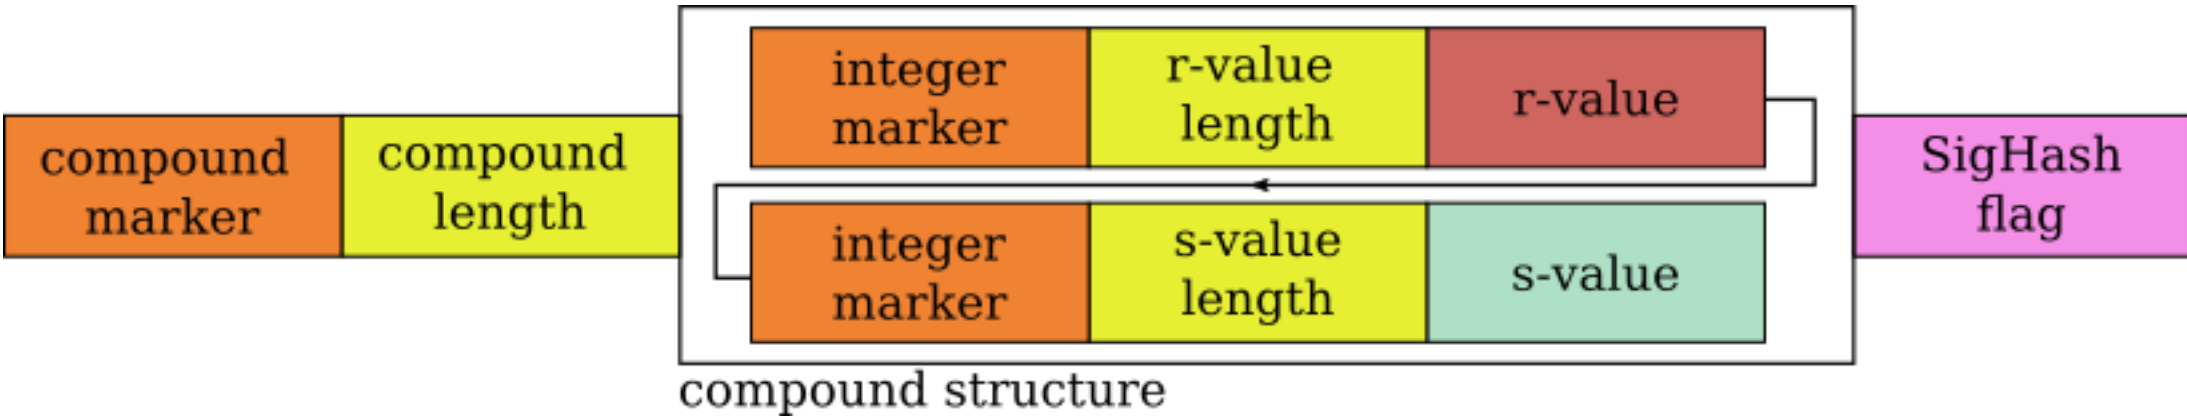 compound
marker
compound
length
integer
marker
r-value
length
r-value
integer
marker
s-value
length
s-value
SigHash
flag
compound structure